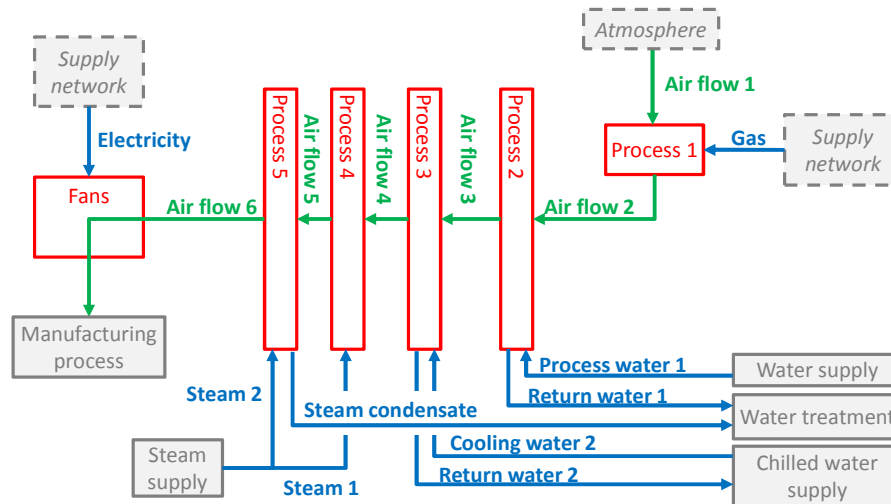 Atmosphere
Supply
network
Air flow 1
Electricity
Process 5
Process 4
Process 3
Process 2
Air flow 5
Air flow 4
Air flow 3
Process 1
Gas
Supply
network
Fans
Air flow 6
Air flow 2
Manufacturing
process
Process water 1
Water supply
Steam 2
Return water 1
Steam condensate
Water treatment
Cooling water 2
Steam
supply
Chilled water
supply
Return water 2
Steam 1